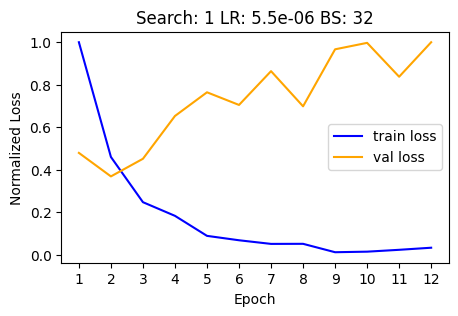 Search: 1 LR: 5.5e-06 BS: 32
Normalized Loss
1.0
0.8
0.6
0.4
0.2
0.0
train loss
val loss
1 2 3 4 5 6 7 8 9 10 11 12
Epoch